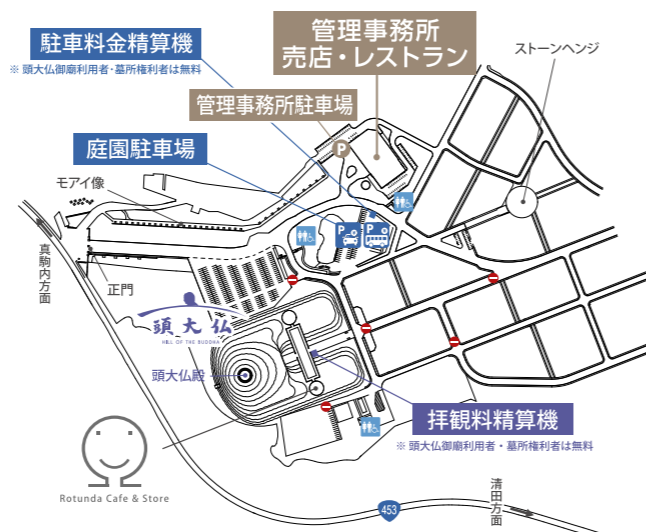 駐車料金精算機
※ 頭大仏御廟利用者・墓所権利者は無料
管理事務所
売店・レストラン
ストーンヘンジ
管理事務所駐車場
P
庭園駐車場
モアイ像
P
P
真駒内方面
正門
頭大仏
HILL OF THE BUDDHA
頭大仏殿
拝観料精算機
※ 頭大仏御廟利用者・墓所権利者は無料
Rotunda Cafe & Store
453
清田方面